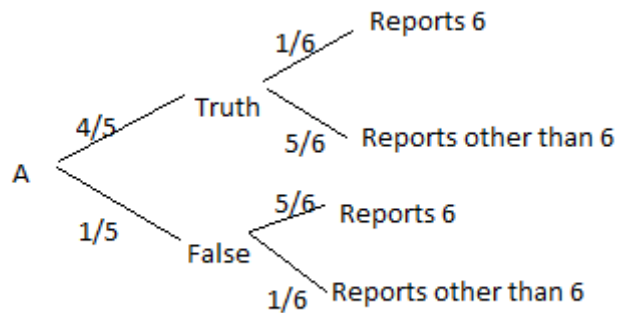 1/6
Reports 6
Truth
4/5
5/6
Reports other than 6
A
1/5
5/6
Reports 6
False
1/6
Reports other than 6